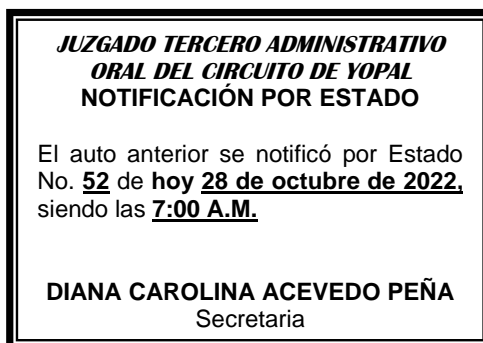 JUZGADO TERCERO ADMINISTRATIVO
ORAL DEL CIRCUITO DE YOPAL
NOTIFICACIÓN POR ESTADO
El auto anterior se notificó por Estado
No. 52 de hoy 28 de octubre de 2022,
siendo las 7:00 A.M.
DIANA CAROLINA ACEVEDO PEÑA
Secretaria